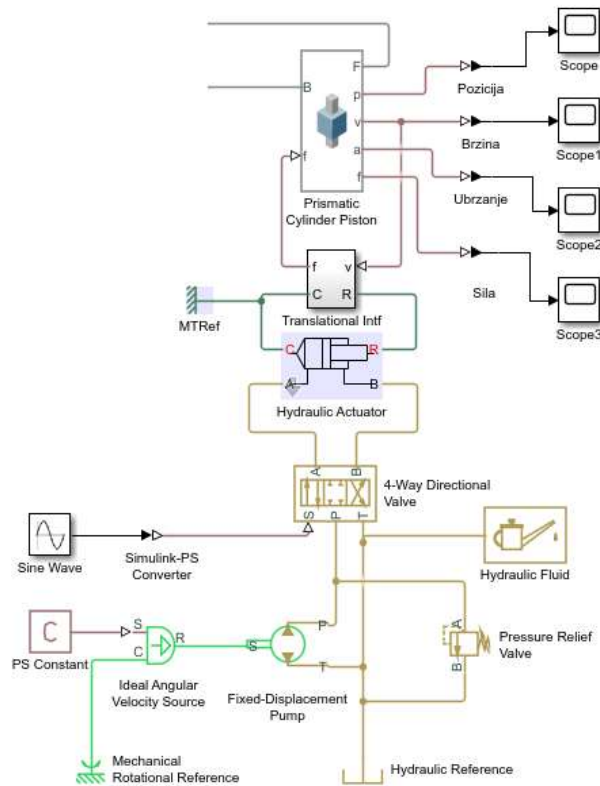 F
B
p
Pozicija
Scope
v
Brzina
Scope1
f
a
f
Ubrzanje
Scope2
Prismatic
Cylinder Piston
f
v
C
R
MTRef
Translational Intf
Sila
Scope3
C
R
A
B
Hydraulic Actuator
A
B
4-Way Directional
Valve
S
P
T
Sine Wave
Simulink-PS
Converter
Hydraulic Fluid
C
PS Constant
S
C
R
S
P
T
A
B
Pressure Relief
Valve
Ideal Angular
Velocity Source
Fixed-Displacement
Pump
Mechanical
Rotational Reference
Hydraulic Reference